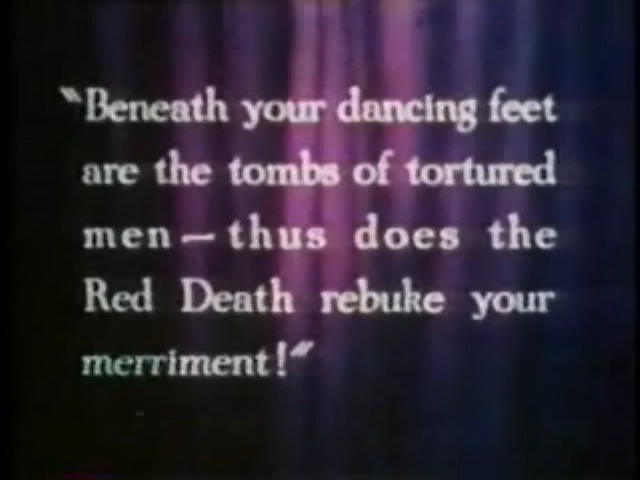 "Beneath your dancing feet
are the tombs of tortured
men — thus does the
Red Death rebuke your
merriment!"